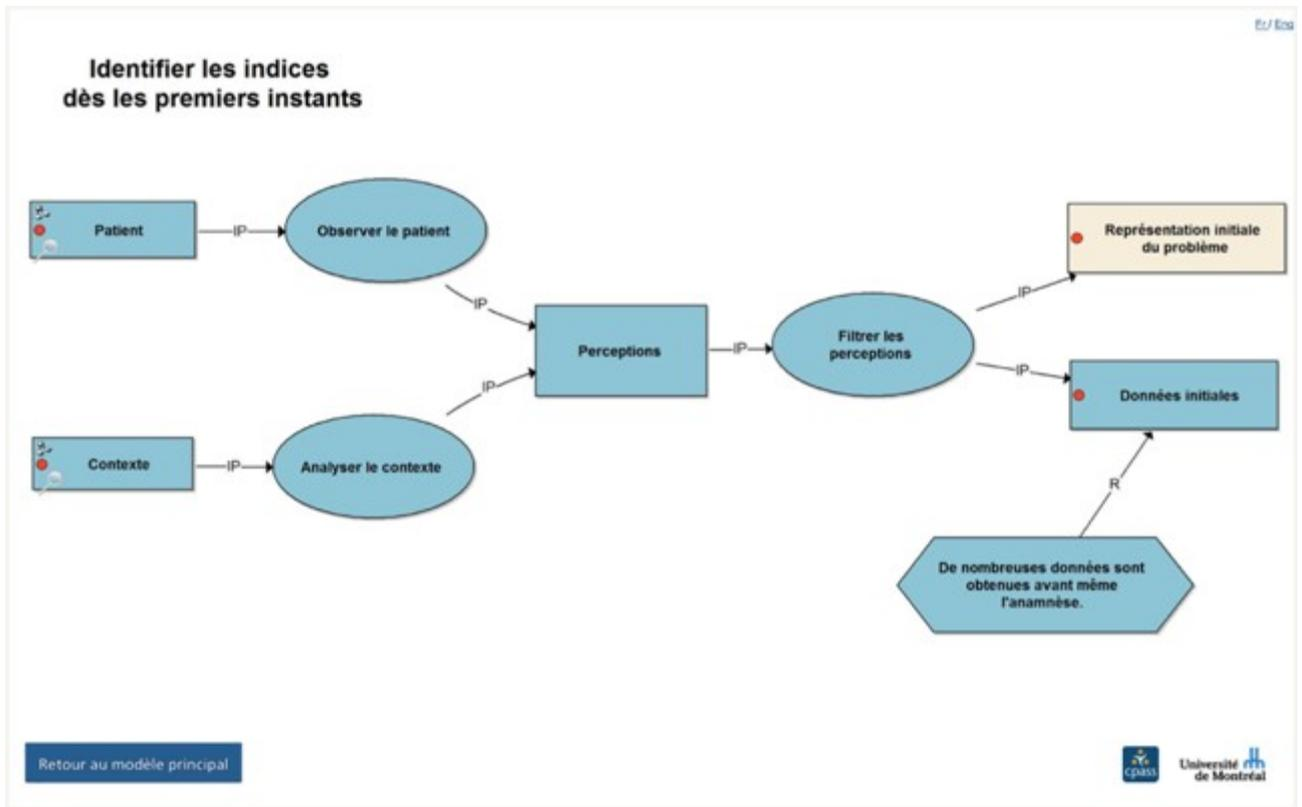 Fr / Eng
Identifier les indices
dès les premiers instants
Patient
IP
Observer le patient
IP
Contexte
IP
Analyser le contexte
IP
Perceptions
IP
Filtrer les
perceptions
IP
Représentation initiale
du problème
IP
Données initiales
R
De nombreuses données sont
obtenues avant même
l'anamnèse.
Retour au modèle principal
cpass
Université
de Montréal